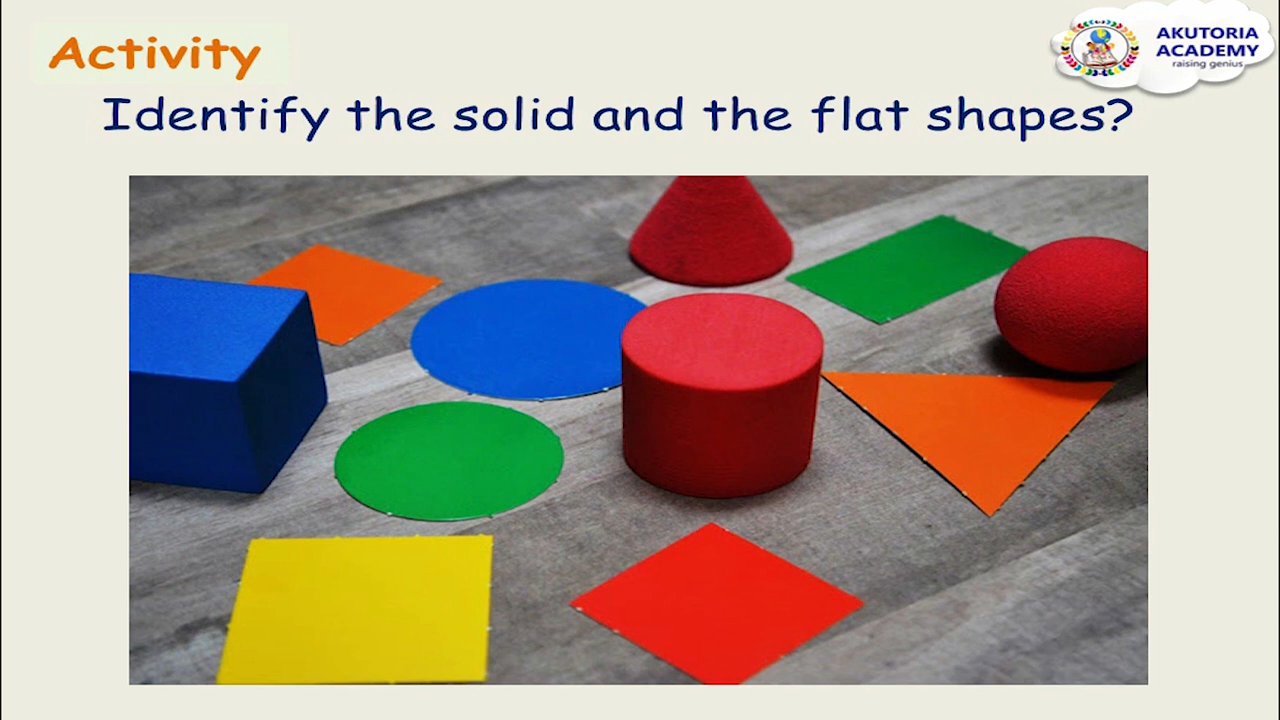 Activity
AKUTORIA
ACADEMY
raising genius
Identify the solid and the flat shapes?